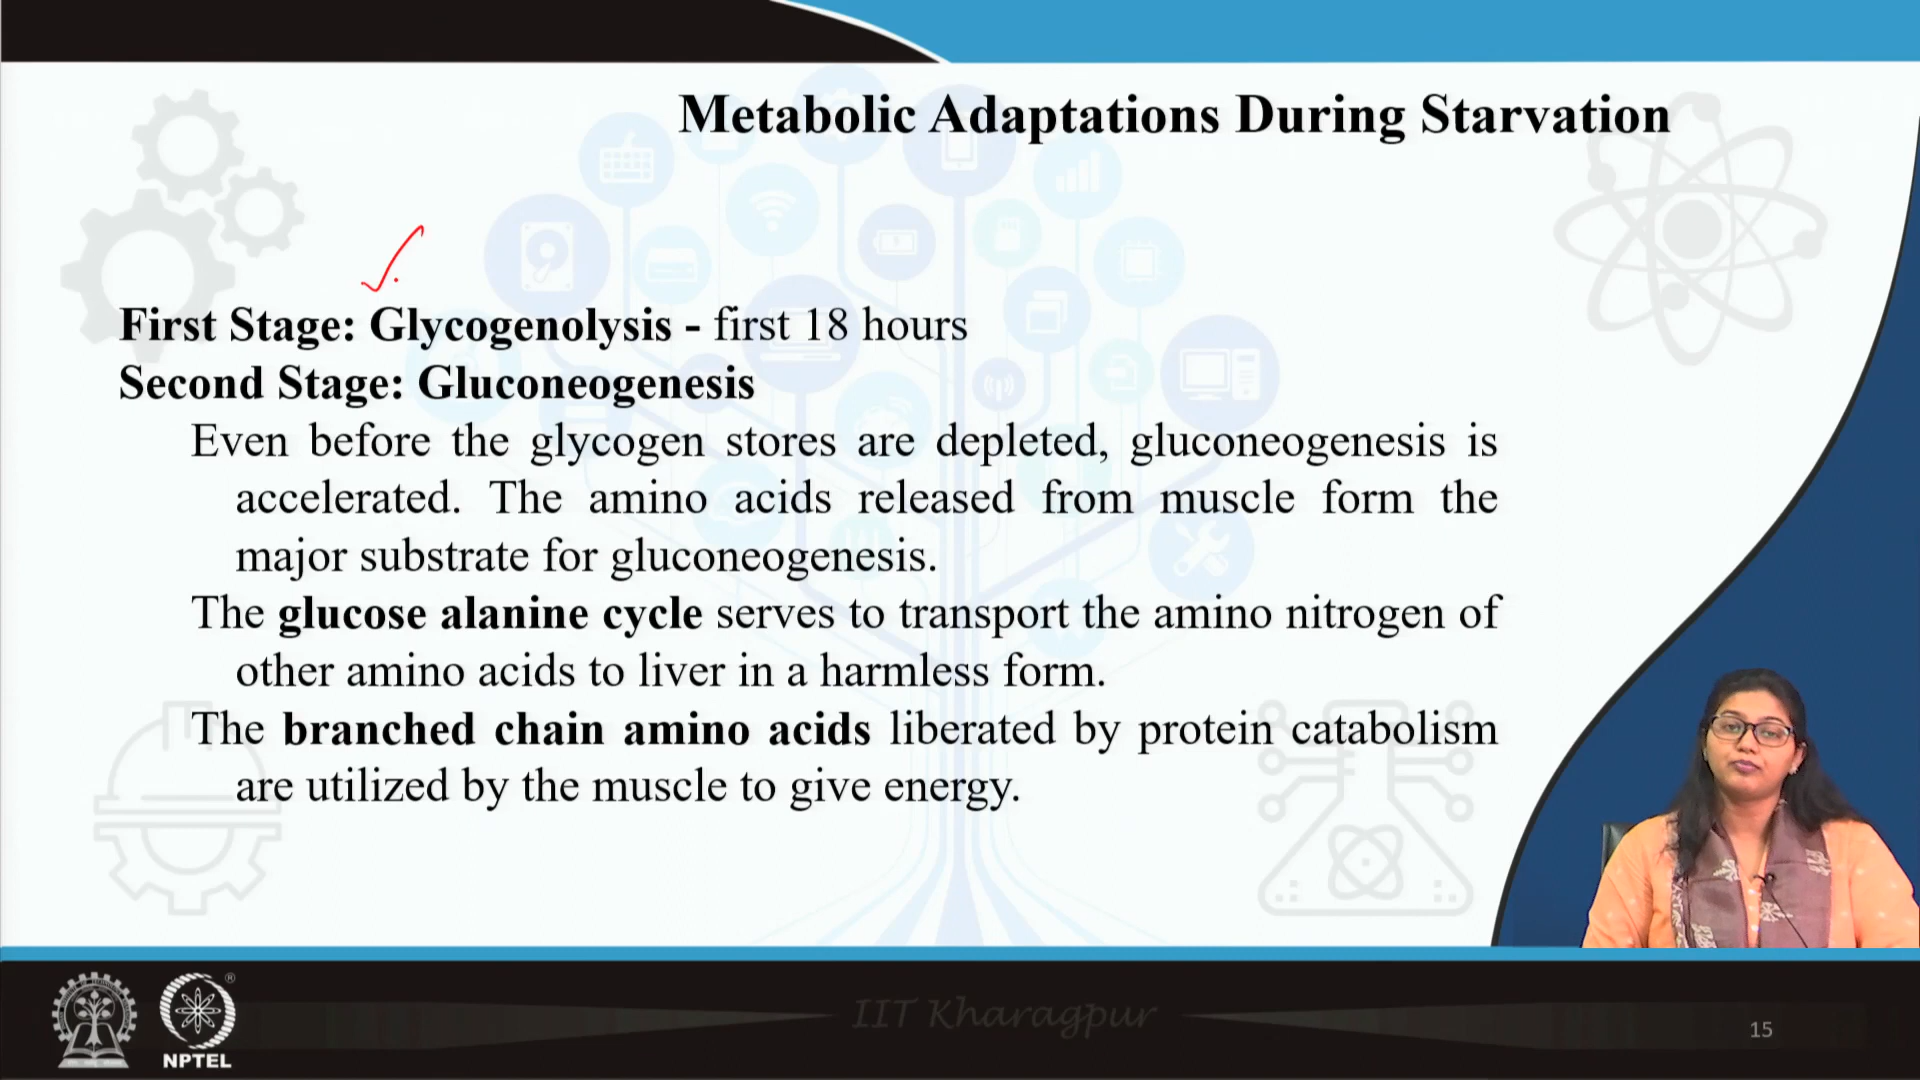 Metabolic Adaptations During Starvation
First Stage: Glycogenolysis - first 18 hours
Second Stage: Gluconeogenesis
Even before the glycogen stores are depleted, gluconeogenesis is
accelerated. The amino acids released from muscle form the
major substrate for gluconeogenesis.
The glucose alanine cycle serves to transport the amino nitrogen of
other amino acids to liver in a harmless form.
The branched chain amino acids liberated by protein catabolism
are utilized by the muscle to give energy.
NPTEL
®
IIT Kharagpur
15